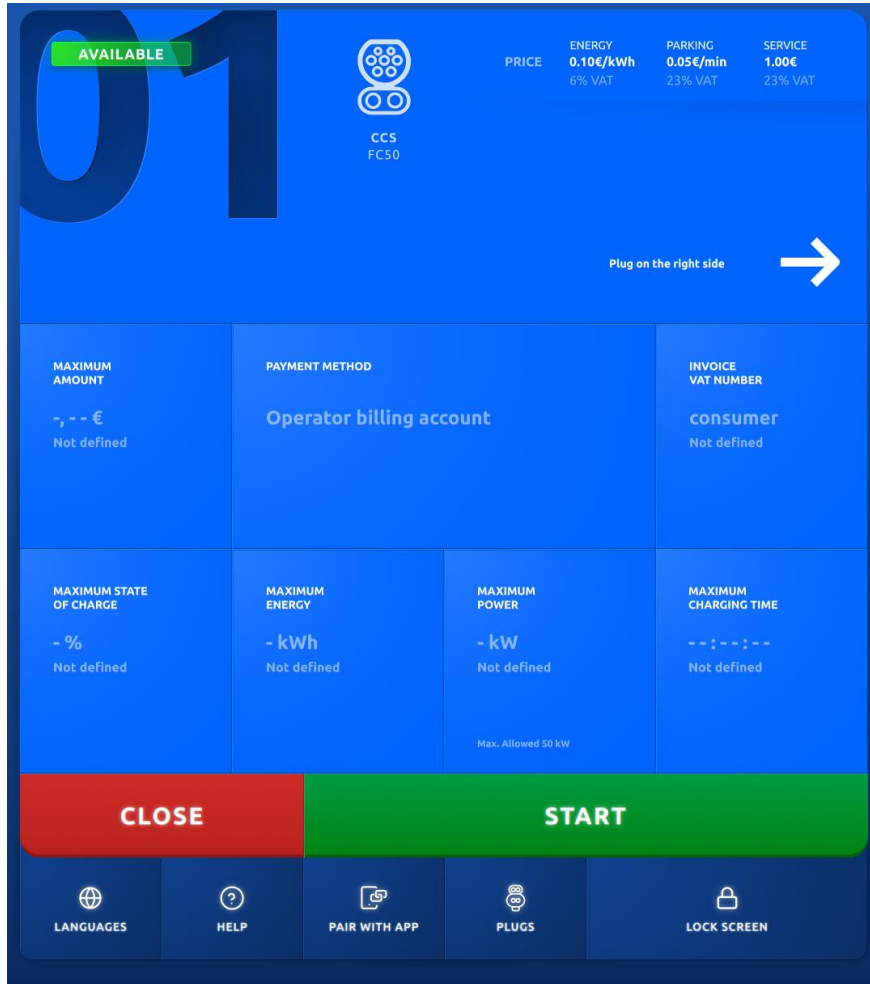 01
AVAILABLE
CCS
FC50
PRICE
ENERGY
0.10€/kWh
6% VAT
PARKING
0.05€/min
23% VAT
SERVICE
1.00€
23% VAT
Plug on the right side
MAXIMUM
AMOUNT
-,-- €
Not defined
PAYMENT METHOD
Operator billing account
INVOICE
VAT NUMBER
consumer
Not defined
MAXIMUM STATE
OF CHARGE
- %
Not defined
MAXIMUM
ENERGY
- kWh
Not defined
MAXIMUM
POWER
- kW
Not defined
Max. Allowed 50 kW
MAXIMUM
CHARGING TIME
--:--:--
Not defined
CLOSE
START
LANGUAGES
HELP
PAIR WITH APP
PLUGS
LOCK SCREEN